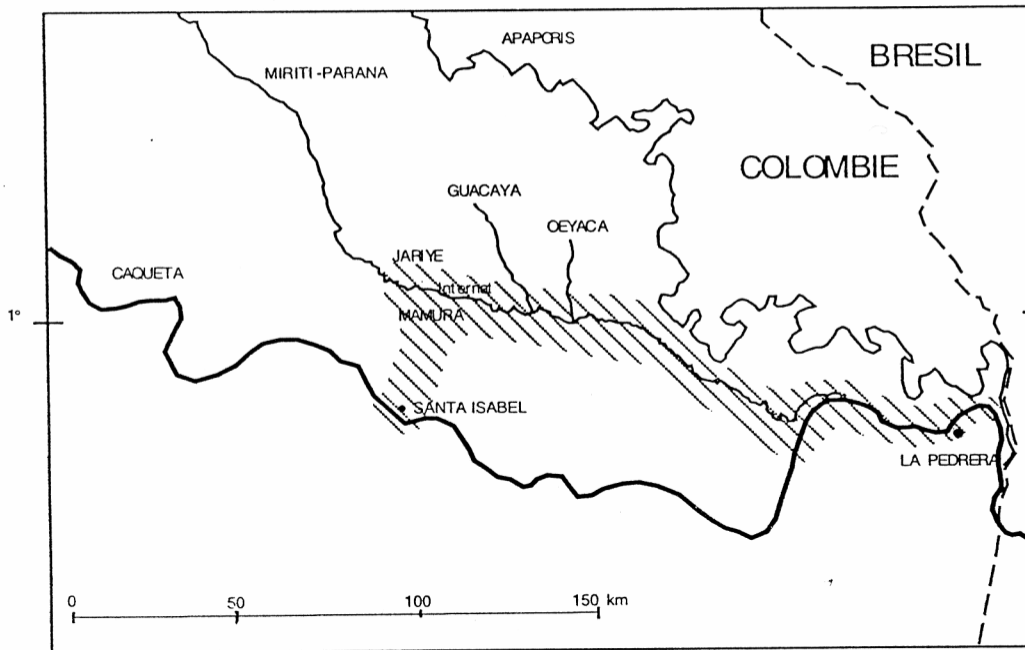 APAPORIS
BRESIL
MIRITI-PARANA
COLOMBIE
GUACAYA
OEYACA
JARIYE
CAQUETA
Internat
1°
MAMURA
SANTA ISABEL
LA PEDRERA
0 50 100 150 km